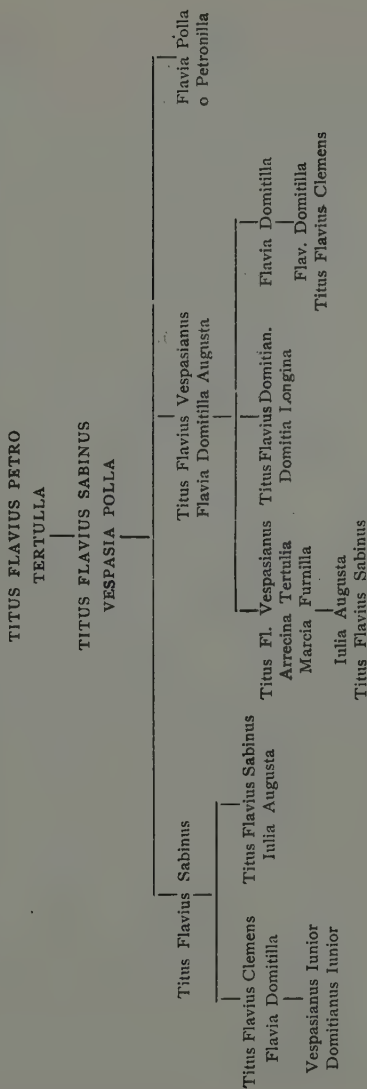 TITUS FLAVIUS PETRO
TERTULLA
TITUS FLAVIUS SABINUS
VESPASIA POLLA
Titus Flavius Sabinus
Titus Flavius Vespasianus
Flavia Domitilla Augusta
Flavia Polla
o Petronilla
Titus Flavius Clemens
Flavia Domitilla
Titus Flavius Sabinus
Iulia Augusta
Titus Fl. Vespasianus
Arrecina Tertulia
Marcia Furnilla
Titus Flavius Domitian.
Domitia Longina
Flavia Domitilla
Vespasianus Iunior
Domitianus Iunior
Iulia Augusta
Titus Flavius Sabinus
Flav. Domitilla
Titus Flavius Clemens